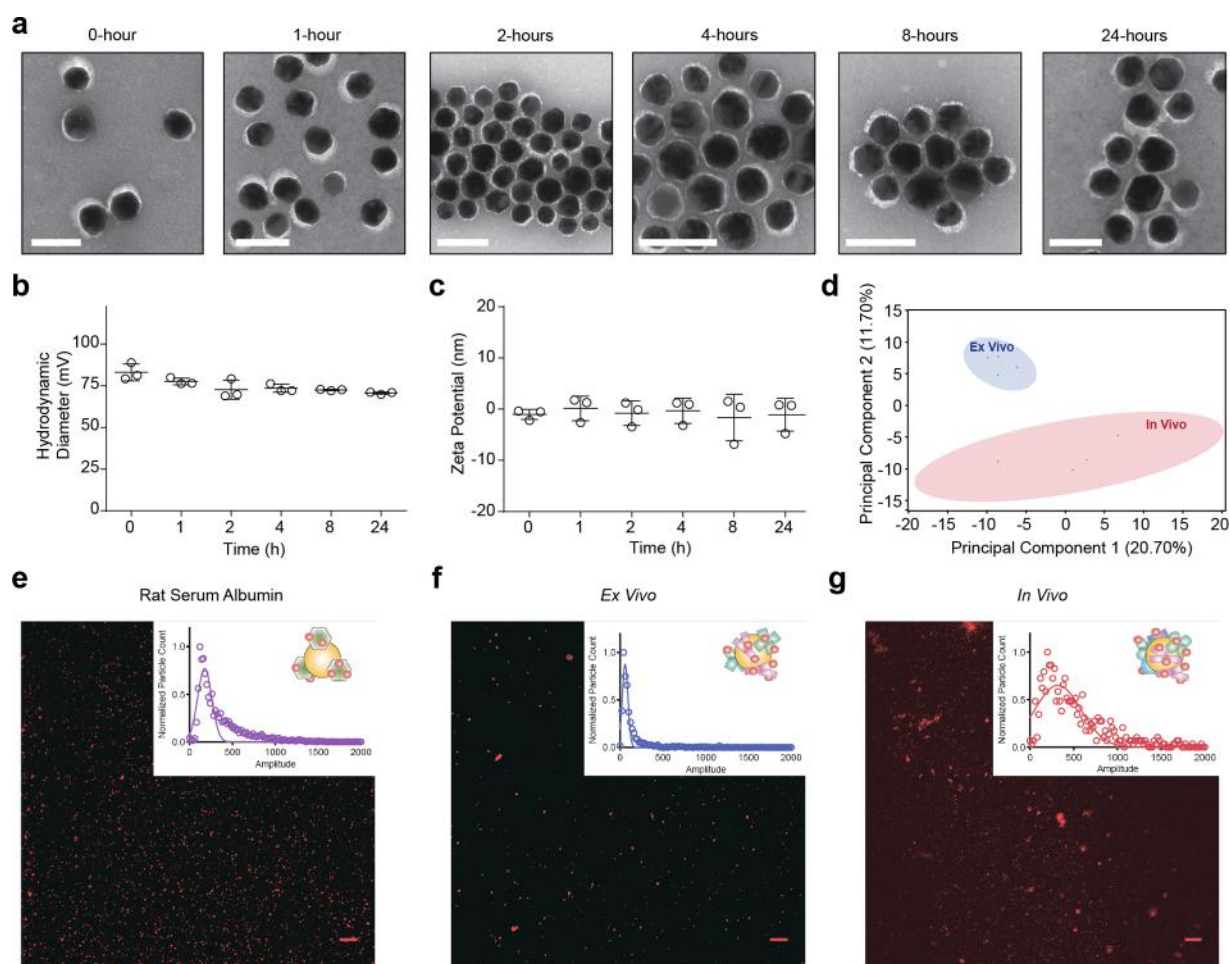 a
0-hour
1-hour
2-hours
4-hours
8-hours
24-hours
b
Hydrodynamic
Diameter (mV)
100
75
50
25
0
0 1 2 4 8 24
Time (h)
c
Zeta Potential (nm)
20
10
0
-10
-20
0 1 2 4 8 24
Time (h)
d
Principal Component 2 (11.70%)
15
10
5
0
-5
-10
-15
Ex Vivo
In Vivo
-20 -15 -10 -5 0 5 10 15 20
Principal Component 1 (20.70%)
e
Rat Serum Albumin
Normalized Particle Count
1.0
0.5
0.0
0 500 1000 1500 2000
Amplitude
f
Ex Vivo
Normalized Particle Count
1.0
0.5
0.0
0 500 1000 1500 2000
Amplitude
g
In Vivo
Normalized Particle Count
1.0
0.5
0.0
0 500 1000 1500 2000
Amplitude